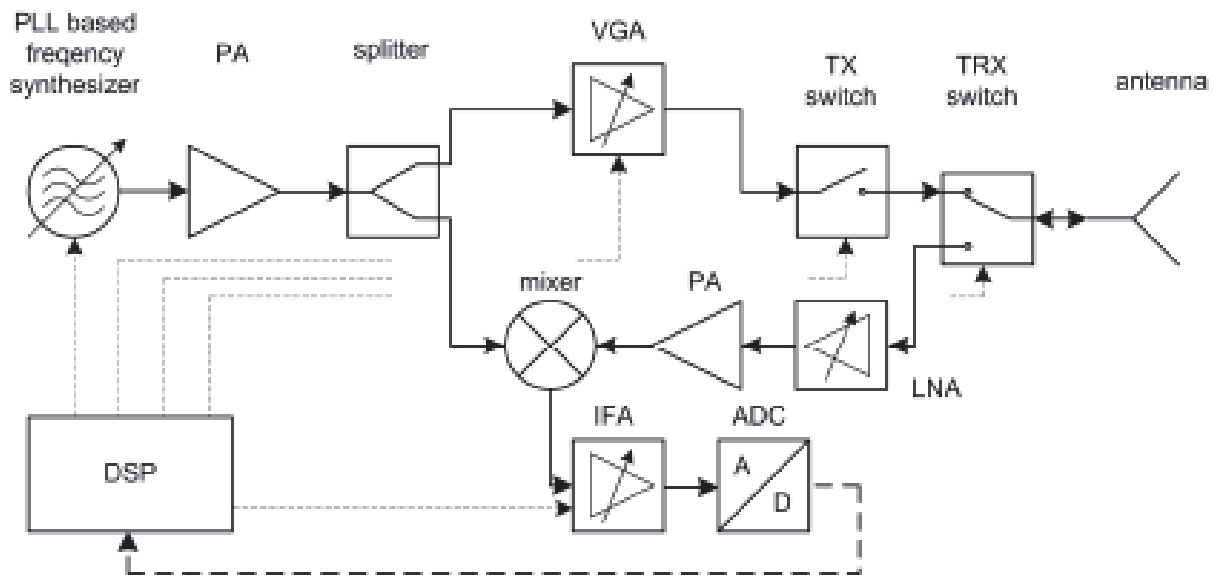 PLL based
freqency
synthesizer
PA
splitter
VGA
TX
switch
TRX
switch
antenna
mixer
PA
LNA
IFA
ADC
A
D
DSP